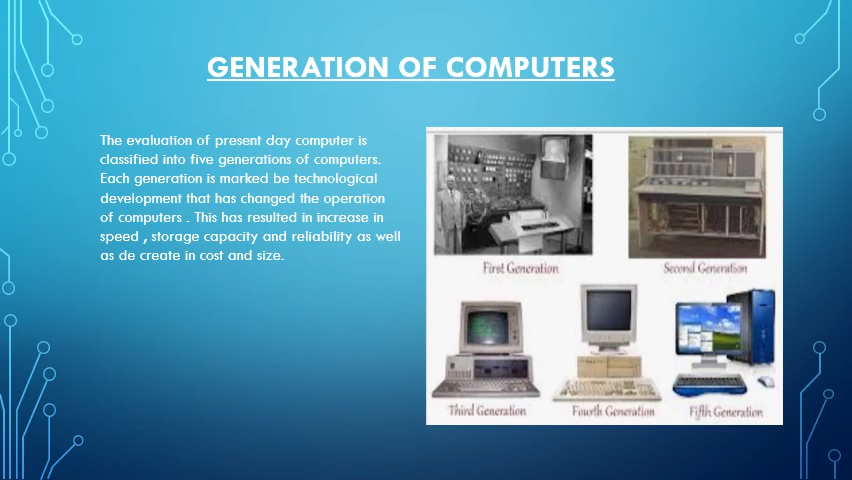 GENERATION OF COMPUTERS
The evaluation of present day computer is
classified into five generations of computers.
Each generation is marked be technological
development that has changed the operation
of computers . This has resulted in increase in
speed , storage capacity and reliability as well
as de create in cost and size.
First Generation
Second Generation
Third Generation
Fourth Generation
Fifth Generation